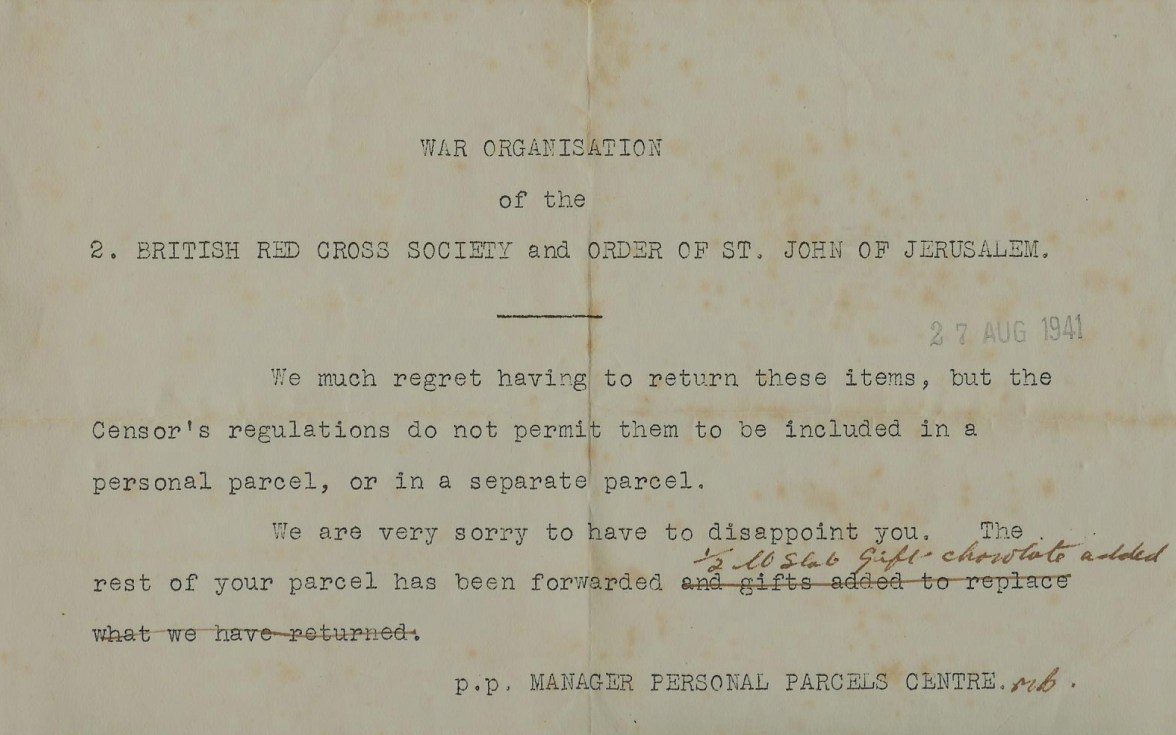 WAR ORGANISATION
of the
2. BRITISH RED CROSS SOCIETY and ORDER OF ST. JOHN OF JERUSALEM.
27 AUG 1941
We much regret having to return these items, but the
Censor's regulations do not permit them to be included in a
personal parcel, or in a separate parcel.
We are very sorry to have to disappoint you. The
½ lb slab Gift chocolate added
rest of your parcel has been forwarded and gifts added to replace
what we have returned.
p.p. MANAGER PERSONAL PARCELS CENTRE.